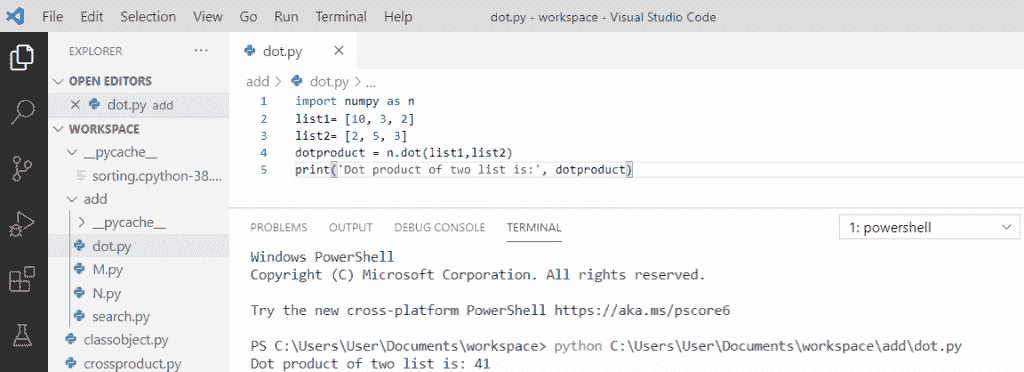 File Edit Selection View Go Run Terminal Help dot.py - workspace - Visual Studio Code
EXPLORER ...
OPEN EDITORS
dot.py add
WORKSPACE
__pycache__
sorting.cpython-38....
add
__pycache__
dot.py
M.py
N.py
search.py
classobject.py
crossproduct.py
dot.py
add > dot.py > ...
1 import numpy as n
2 list1= [10, 3, 2]
3 list2= [2, 5, 3]
4 dotproduct = n.dot(list1,list2)
5 print('Dot product of two list is:', dotproduct)
PROBLEMS OUTPUT DEBUG CONSOLE TERMINAL 1: powershell
Windows PowerShell
Copyright (C) Microsoft Corporation. All rights reserved.
Try the new cross-platform PowerShell https://aka.ms/pscore6
PS C:\Users\User\Documents\workspace> python C:\Users\User\Documents\workspace\add\dot.py
Dot product of two list is: 41